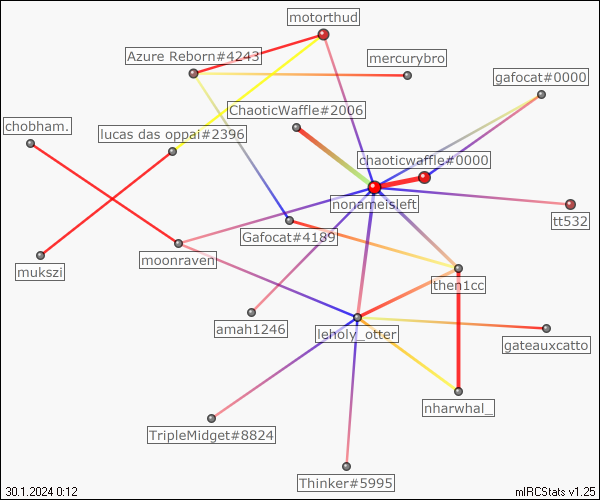 motorthud
Azure Reborn#4243
mercurybro
gafocat#0000
ChaoticWaffle#2006
chobham.
lucas das oppai#2396
chaoticwaffle#0000
nonameisleft
tt532
Gafocat#4189
moonraven
mukszi
then1cc
amah1246
leholy_otter
gateauxcatto
nharwhal_
TripleMidget#8824
Thinker#5995
30.1.2024 0:12
mIRCStats v1.25